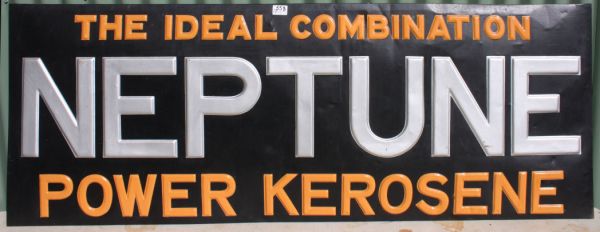 THE IDEAL COMBINATION
NEPTUNE
POWER KEROSENE